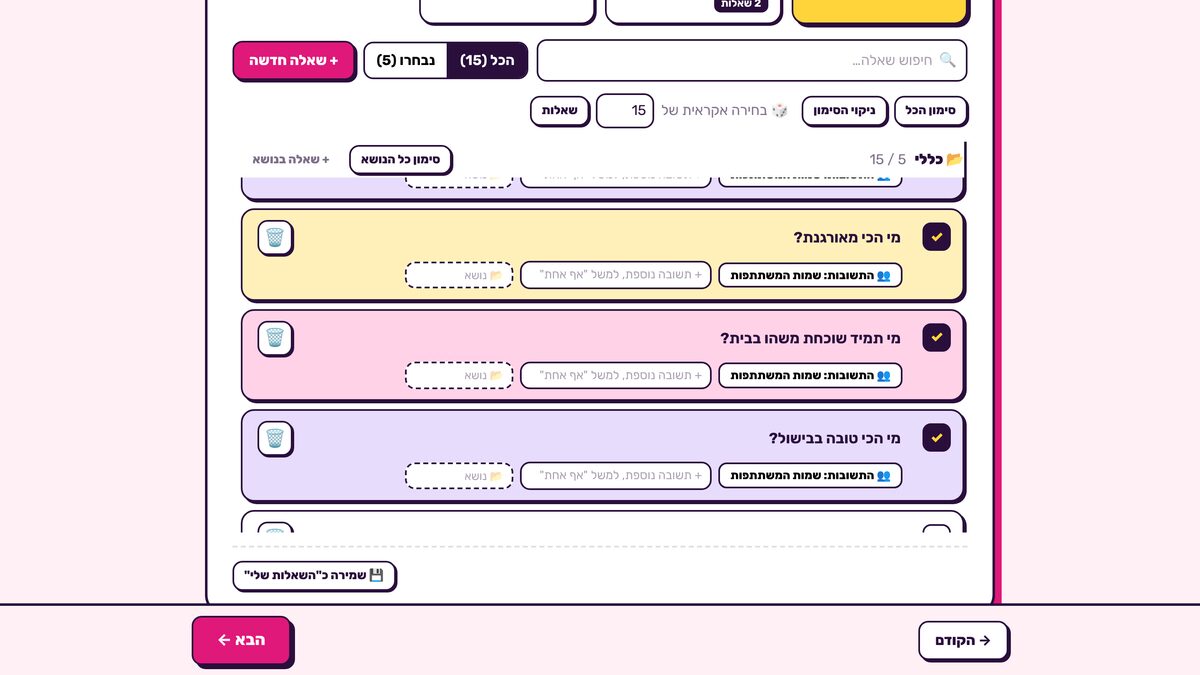 2 שאלות
🔍 חיפוש שאלה...
הכל (15)
נבחרו (5)
+ שאלה חדשה
סימון הכל
ניקוי הסימון
🎲 בחירה אקראית של
15
שאלות
📂 כללי 5 / 15
סימון כל הנושא
+ שאלה בנושא
מי הכי מאורגנת?
👥 התשובות: שמות המשתתפות
+ תשובה נוספת, למשל "אף אחת"
📂 נושא
מי תמיד שוכחת משהו בבית?
👥 התשובות: שמות המשתתפות
+ תשובה נוספת, למשל "אף אחת"
📂 נושא
מי הכי טובה בבישול?
👥 התשובות: שמות המשתתפות
+ תשובה נוספת, למשל "אף אחת"
📂 נושא
💾 שמירה כ"השאלות שלי"
→ הקודם
הבא ←